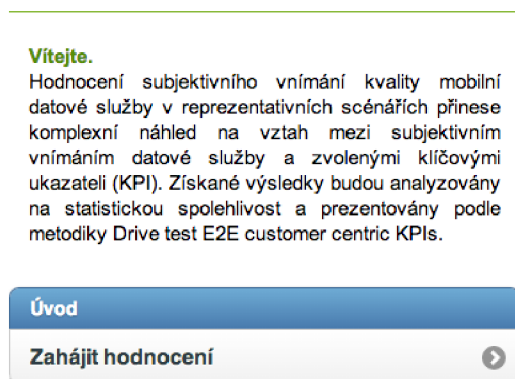 Vítejte.
Hodnocení subjektivního vnímání kvality mobilní
datové služby v reprezentativních scénářích přinese
komplexní náhled na vztah mezi subjektivním
vnímáním datové služby a zvolenými klíčovými
ukazateli (KPI). Získané výsledky budou analyzovány
na statistickou spolehlivost a prezentovány podle
metodiky Drive test E2E customer centric KPIs.
Úvod
Zahájit hodnocení